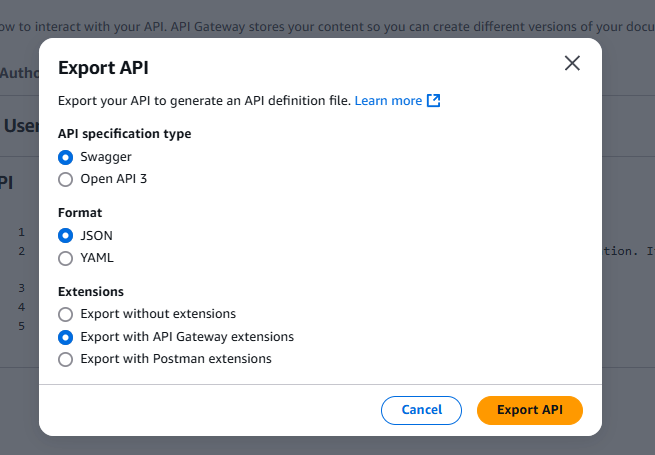 ow to interact with your API. API Gateway stores your content so you can create different versions of your docu
Autho
Export API
Export your API to generate an API definition file. Learn more
User
API specification type
Swagger
Open API 3
PI
Format
1
JSON
2
tion. I
YAML
3
Extensions
4
Export without extensions
5
Export with API Gateway extensions
Export with Postman extensions
Cancel
Export API